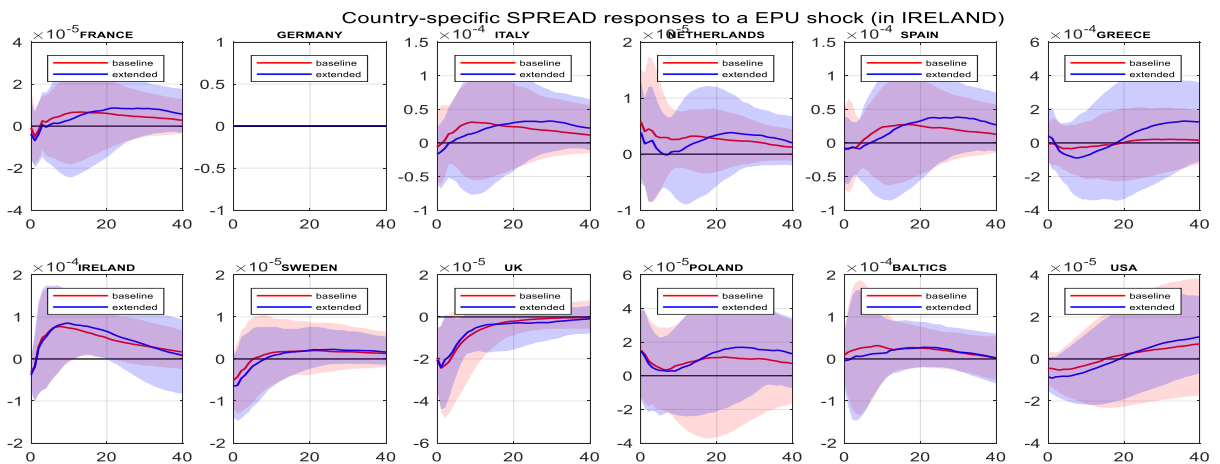 Country-specific SPREAD responses to a EPU shock (in IRELAND)
×10-5 FRANCE
4
2
0
-2
-4
0 20 40
baseline
extended
GERMANY
1
0.5
0
-0.5
-1
0 20 40
baseline
extended
×10-4 ITALY
1.5
1
0.5
0
-0.5
-1
0 20 40
baseline
extended
×10-5 NETHERLANDS
2
1
0
-1
0 20 40
baseline
extended
×10-4 SPAIN
1.5
1
0.5
0
-0.5
-1
0 20 40
baseline
extended
×10-4 GREECE
6
4
2
0
-2
-4
0 20 40
baseline
extended
×10-4 IRELAND
2
1
0
-1
-2
0 20 40
baseline
extended
×10-5 SWEDEN
2
1
0
-1
-2
0 20 40
baseline
extended
×10-5 UK
2
0
-2
-4
-6
0 20 40
baseline
extended
×10-5 POLAND
6
4
2
0
-2
-4
0 20 40
baseline
extended
×10-4 BALTICS
2
1
0
-1
-2
0 20 40
baseline
extended
×10-5 USA
4
2
0
-2
-4
0 20 40
baseline
extended